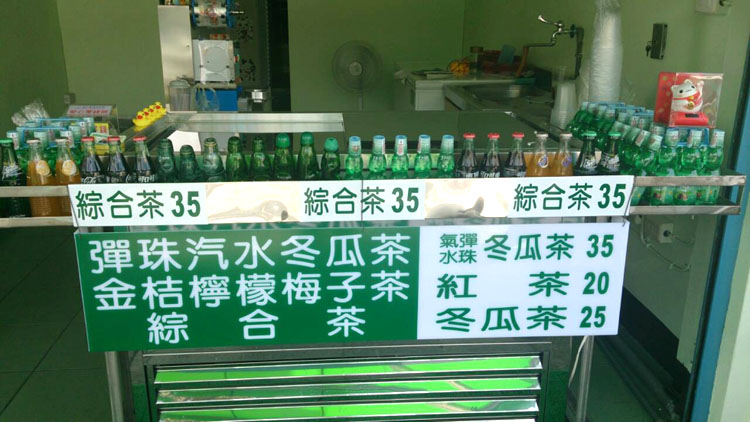 綜合茶 35
綜合茶 35
綜合茶 35
彈珠汽水冬瓜茶
金桔檸檬梅子茶
綜合茶
彈珠氣水 冬瓜茶 35
紅茶 20
冬瓜茶 25